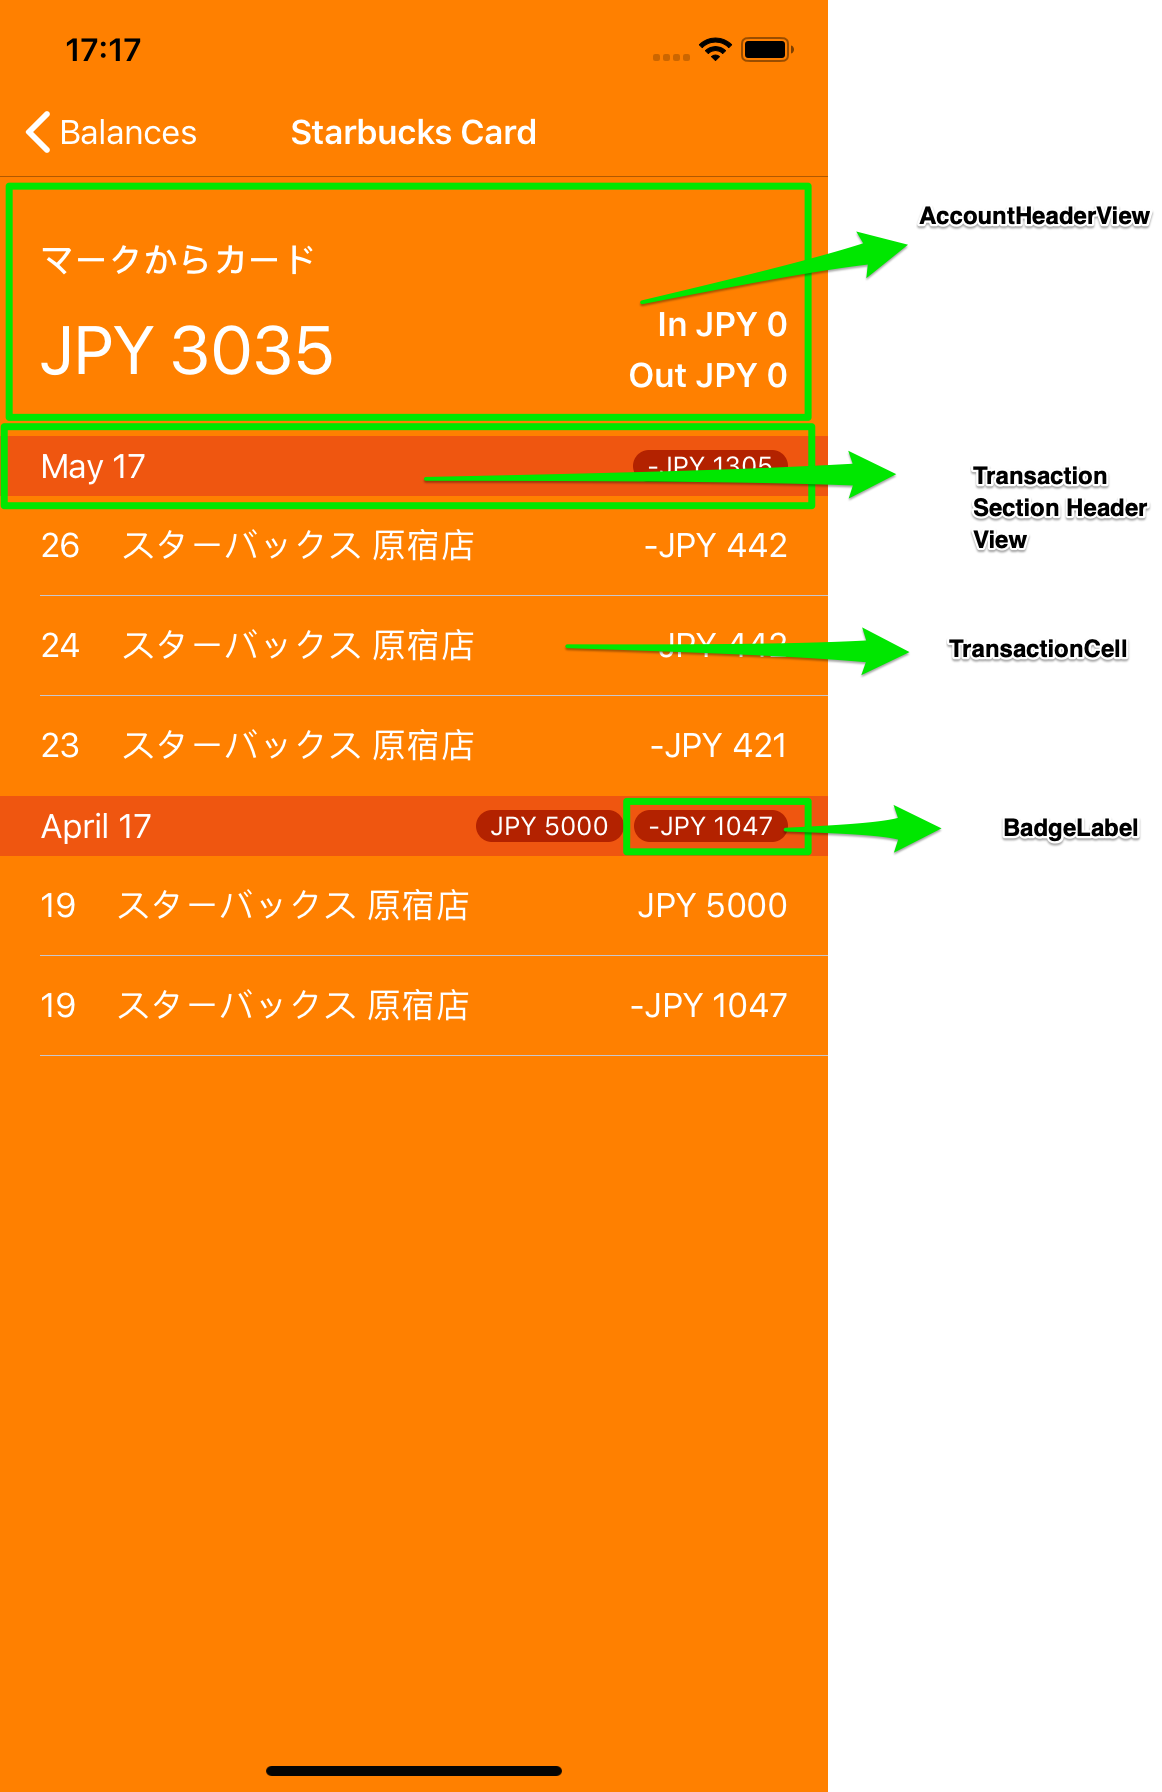 17:17
Balances
Starbucks Card
AccountHeaderView
マークからカード
In JPY 0
JPY 3035
Out JPY 0
May 17
-JPY 1305
Transaction
Section Header
View
26 スターバックス 原宿店 -JPY 442
24 スターバックス 原宿店 -JPY 442
TransactionCell
23 スターバックス 原宿店 -JPY 421
April 17
JPY 5000
-JPY 1047
BadgeLabel
19 スターバックス 原宿店 JPY 5000
19 スターバックス 原宿店 -JPY 1047